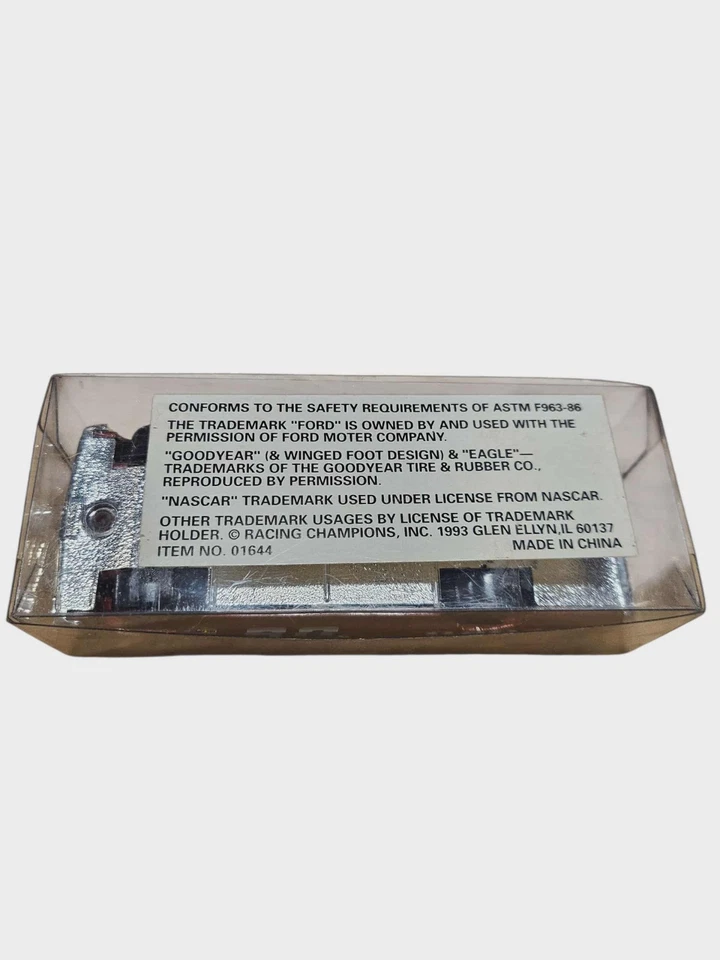 CONFORMS TO THE SAFETY REQUIREMENTS OF ASTM F963-86
THE TRADEMARK "FORD" IS OWNED BY AND USED WITH THE
PERMISSION OF FORD MOTER COMPANY.
"GOODYEAR" (& WINGED FOOT DESIGN) & "EAGLE"—
TRADEMARKS OF THE GOODYEAR TIRE & RUBBER CO.,
REPRODUCED BY PERMISSION.
"NASCAR" TRADEMARK USED UNDER LICENSE FROM NASCAR.
OTHER TRADEMARK USAGES BY LICENSE OF TRADEMARK
HOLDER. © RACING CHAMPIONS, INC. 1993 GLEN ELLYN,IL 60137
ITEM NO. 01644 MADE IN CHINA